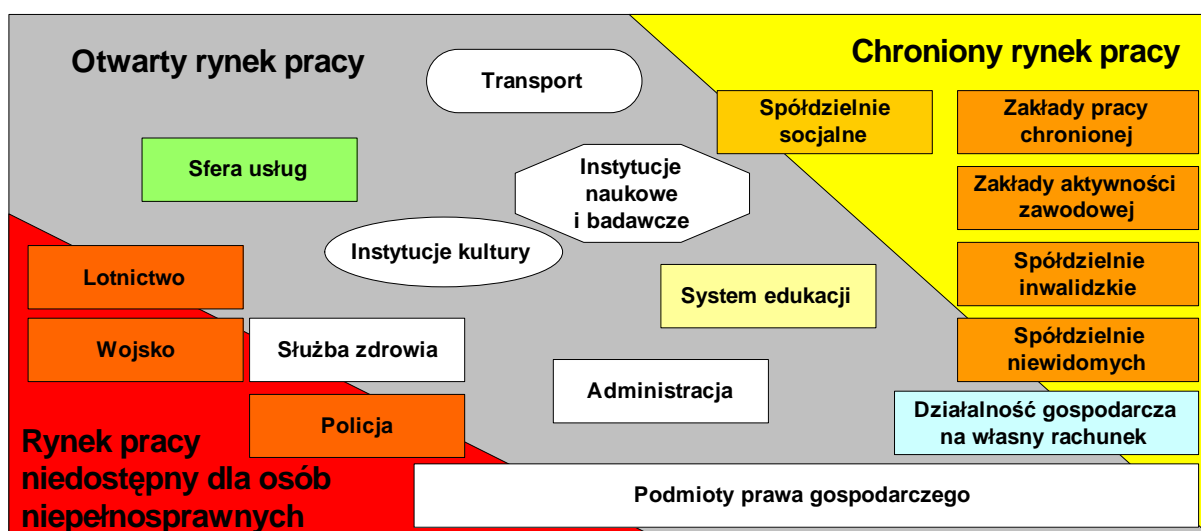 Otwarty rynek pracy
Chroniony rynek pracy
Transport
Spółdzielnie
socjalne
Zakłady pracy
chronionej
Sfera usług
Instytucje
naukowe
i badawcze
Zakłady aktywności
zawodowej
Instytucje kultury
Lotnictwo
System edukacji
Spółdzielnie
inwalidzkie
Wojsko
Służba zdrowia
Spółdzielnie
niewidomych
Administracja
Policja
Działalność gospodarcza
na własny rachunek
Rynek pracy
niedostępny dla osób
niepełnosprawnych
Podmioty prawa gospodarczego